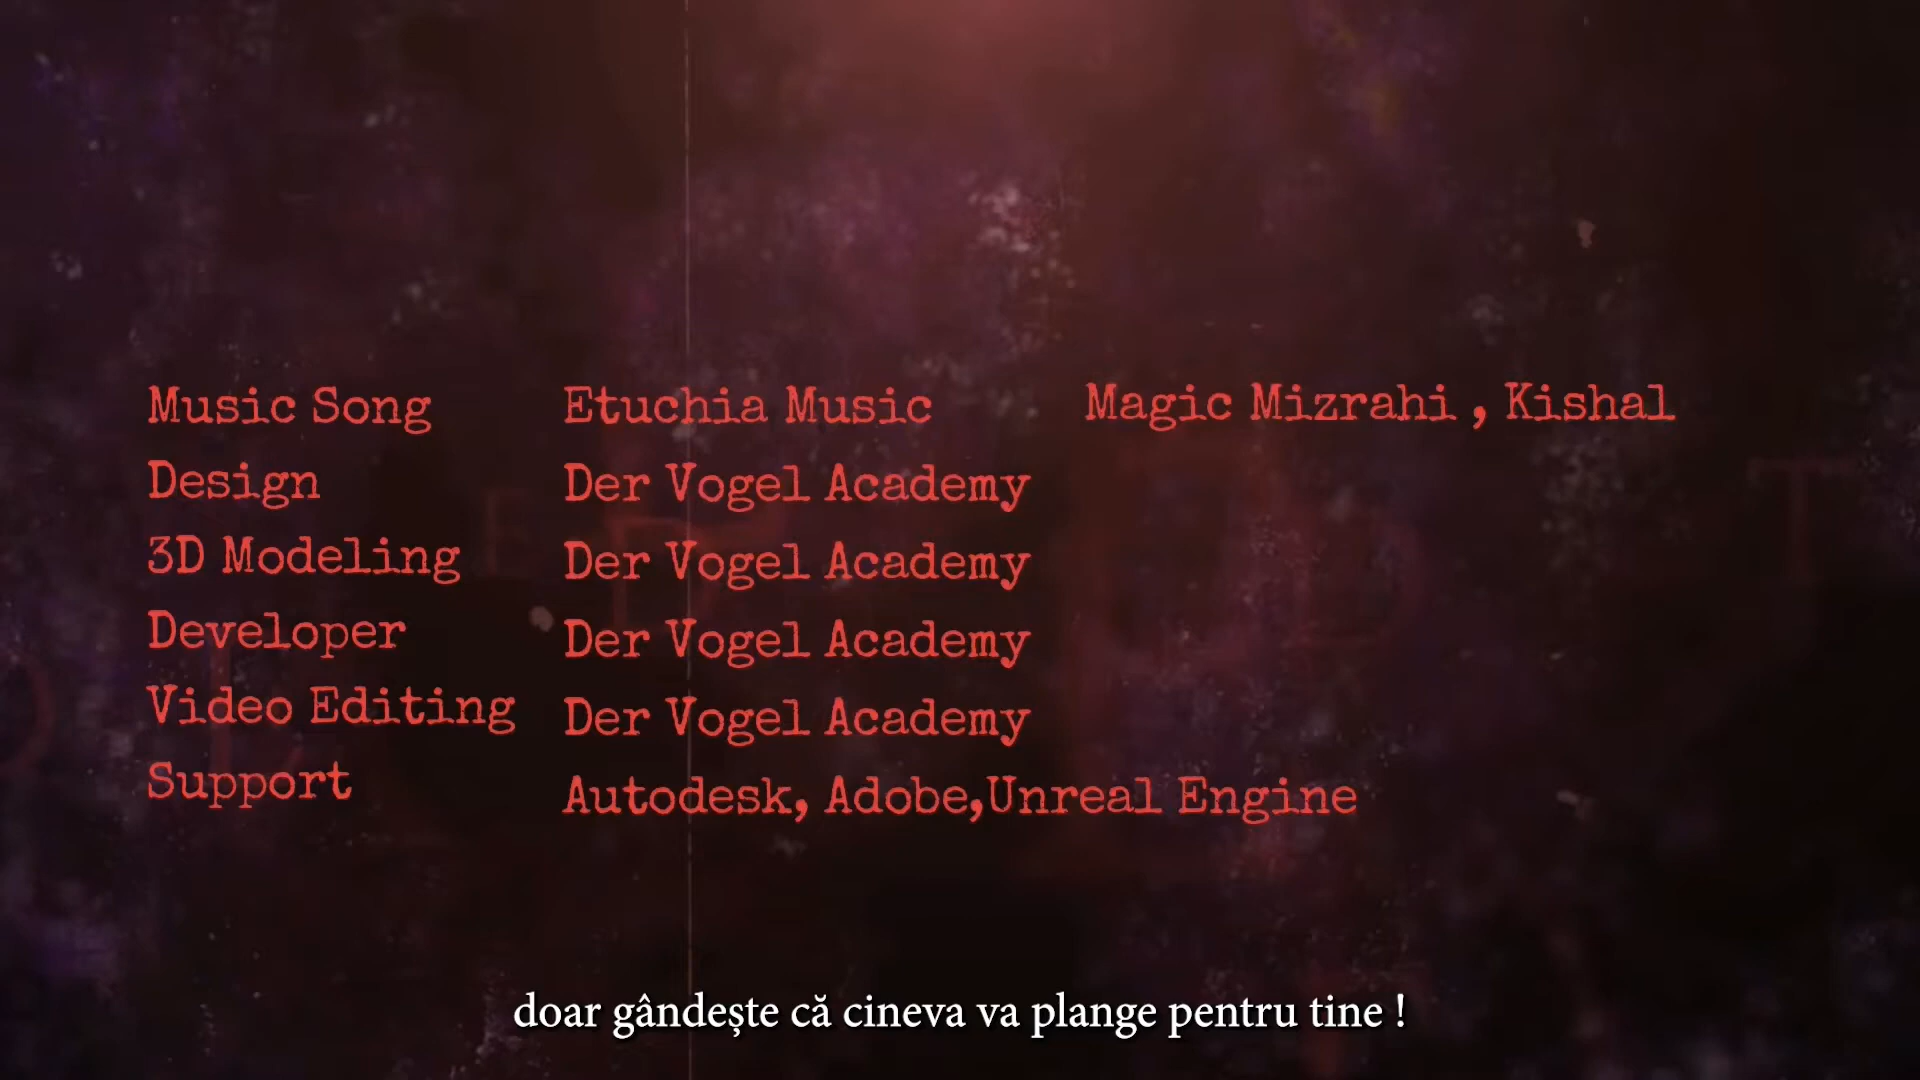 Music Song Etuchia Music Magic Mizrahi , Kishal
Design Der Vogel Academy
3D Modeling Der Vogel Academy
Developer Der Vogel Academy
Video Editing Der Vogel Academy
Support Autodesk, Adobe,Unreal Engine
doar gândește că cineva va plange pentru tine !